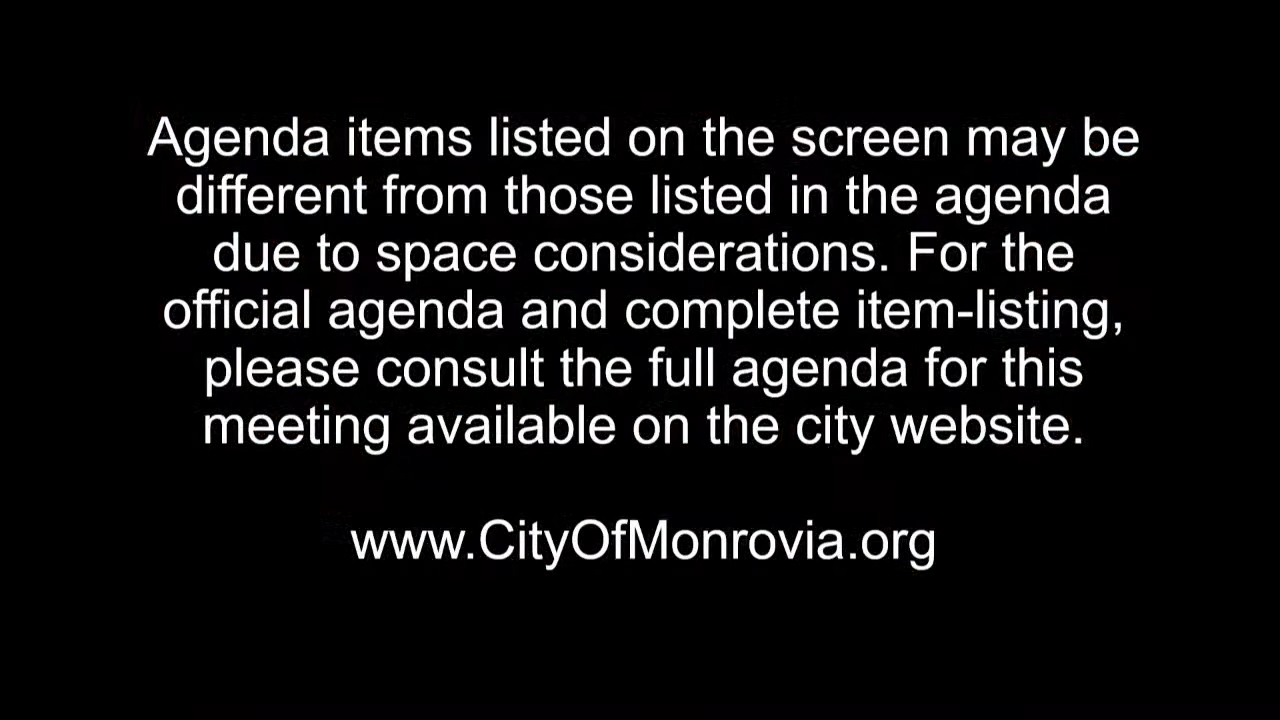 Agenda items listed on the screen may be
different from those listed in the agenda
due to space considerations. For the
official agenda and complete item-listing,
please consult the full agenda for this
meeting available on the city website.
www.CityOfMonrovia.org